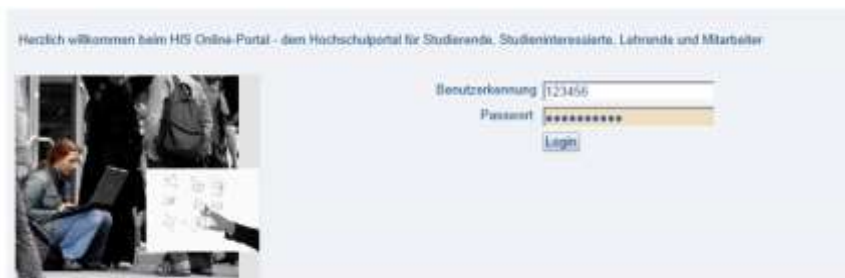 Herzlich willkommen beim HIS Online-Portal - dem Hochschulportal für Studierende, Studieninteressierte, Lehrende und Mitarbeiter
Benutzerkennung 123456
Passwort ••••••••••
Login